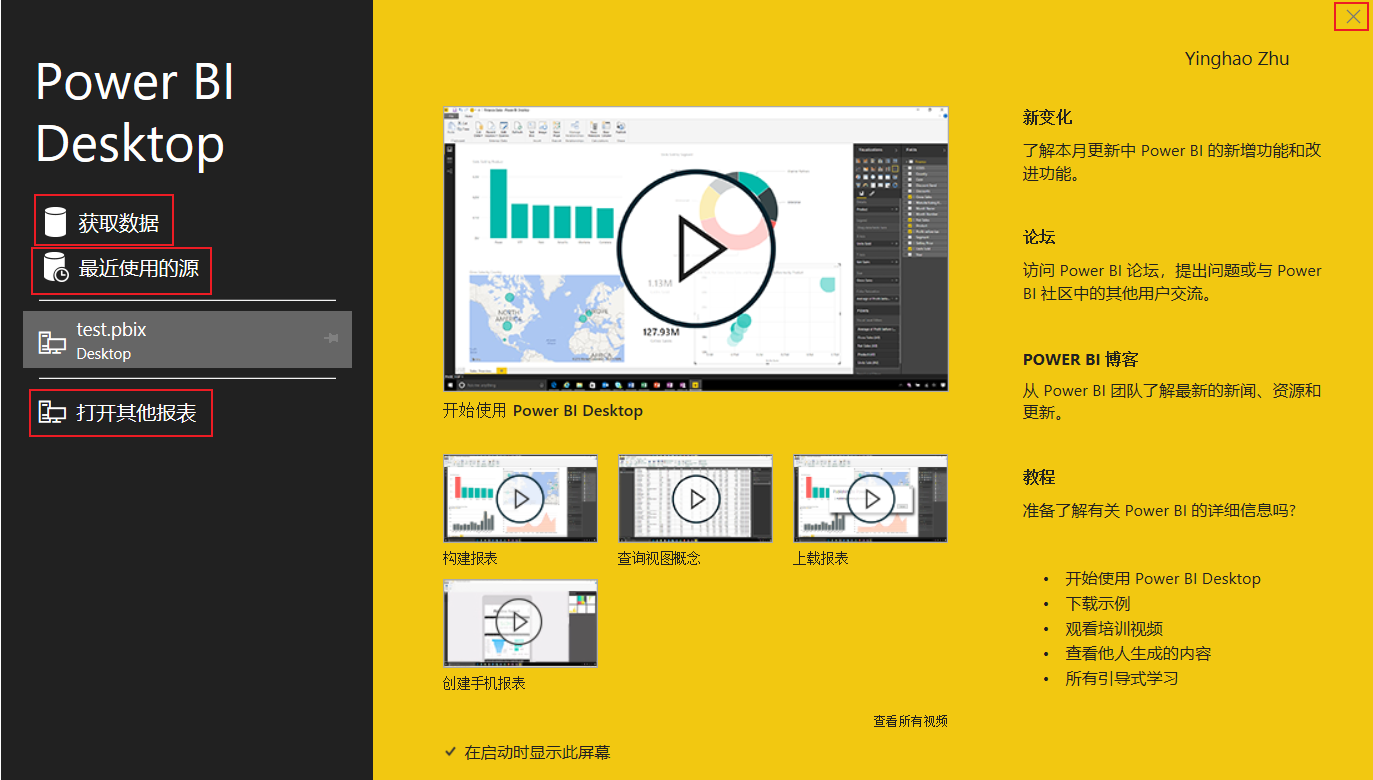 Power BI
Desktop
获取数据
最近使用的源
test.pbix
Desktop
打开其他报表
NORTH
AMERICA
EUROPE
AFRICA
1.13M
127.93M
开始使用 Power BI Desktop
构建报表
查询视图概念
上载报表
创建手机报表
查看所有视频
在启动时显示此屏幕
Yinghao Zhu
新变化
了解本月更新中 Power BI 的新增功能和改
进功能。
论坛
访问 Power BI 论坛，提出问题或与 Power
BI 社区中的其他用户交流。
POWER BI 博客
从 Power BI 团队了解最新的新闻、资源和
更新。
教程
准备了解有关 Power BI 的详细信息吗?
• 开始使用 Power BI Desktop
• 下载示例
• 观看培训视频
• 查看他人生成的内容
• 所有引导式学习